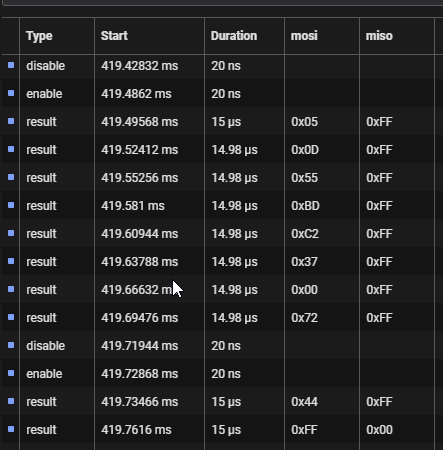 Type Start Duration mosi miso
disable 419.42832 ms 20 ns
enable 419.4862 ms 20 ns
result 419.49568 ms 15 μs 0x05 0xFF
result 419.52412 ms 14.98 μs 0x0D 0xFF
result 419.55256 ms 14.98 μs 0x55 0xFF
result 419.581 ms 14.98 μs 0xBD 0xFF
result 419.60944 ms 14.98 μs 0xC2 0xFF
result 419.63788 ms 14.98 μs 0x37 0xFF
result 419.66632 ms 14.98 μs 0x00 0xFF
result 419.69476 ms 14.98 μs 0x72 0xFF
disable 419.71944 ms 20 ns
enable 419.72868 ms 20 ns
result 419.73466 ms 15 μs 0x44 0xFF
result 419.7616 ms 15 μs 0xFF 0x00